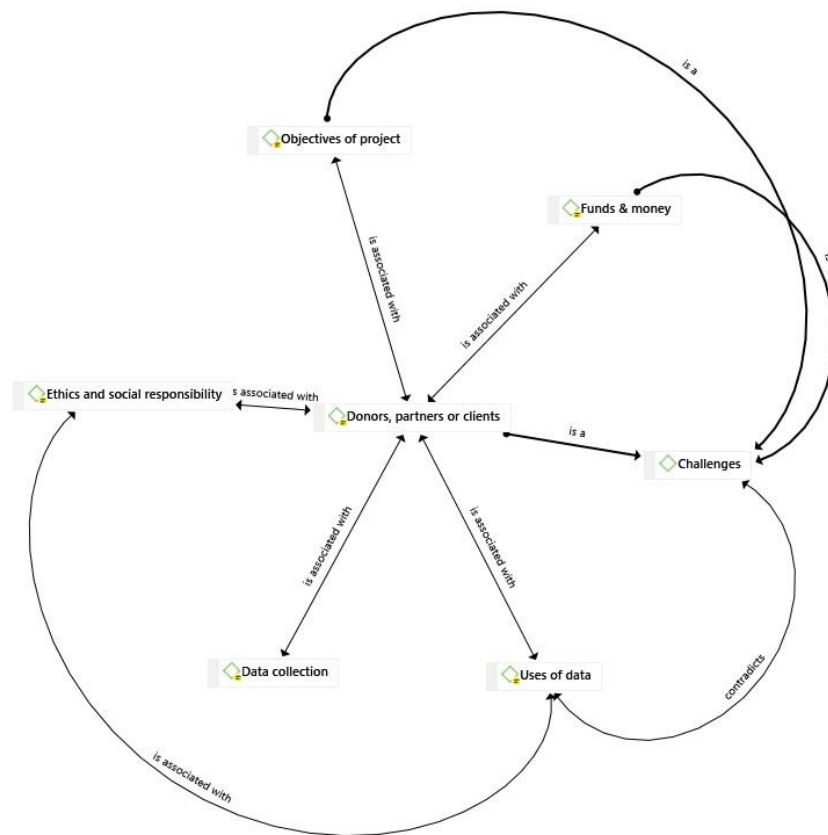 is a
Objectives of project
Funds & money
is associated with
is associated with
Ethics and social responsibility
is associated with
Donors, partners or clients
is a
Challenges
is associated with
is associated with
Data collection
Uses of data
contradicts
is associated with